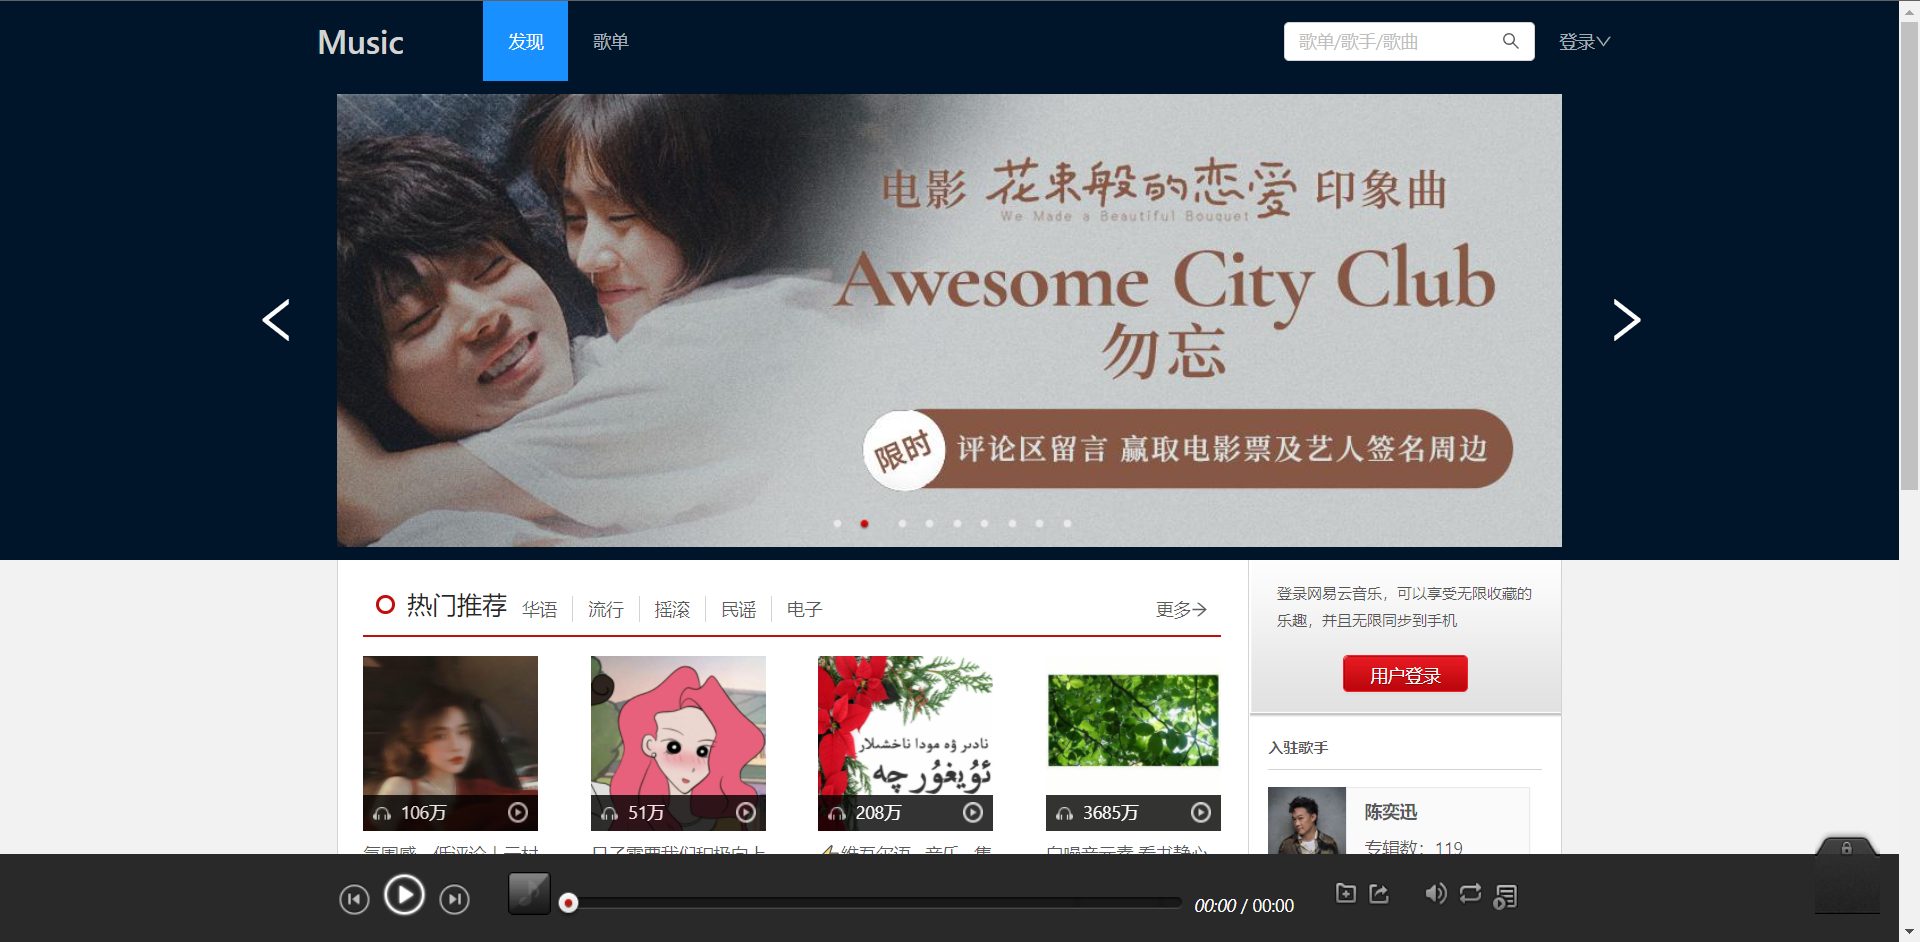 Music
发现
歌单
歌单/歌手/歌曲
登录
电影 花束般的恋爱 印象曲
We Made a Beautiful Bouquet
Awesome City Club
勿忘
限时 评论区留言 赢取电影票及艺人签名周边
热门推荐 华语 流行 摇滚 民谣 电子 更多
登录网易云音乐，可以享受无限收藏的
乐趣，并且无限同步到手机
用户登录
入驻歌手
نادىر ۋە مودا ناخشىلار
ئۇيغۇرچە
106万
51万
208万
3685万
陈奕迅
专辑数：119
00:00 / 00:00